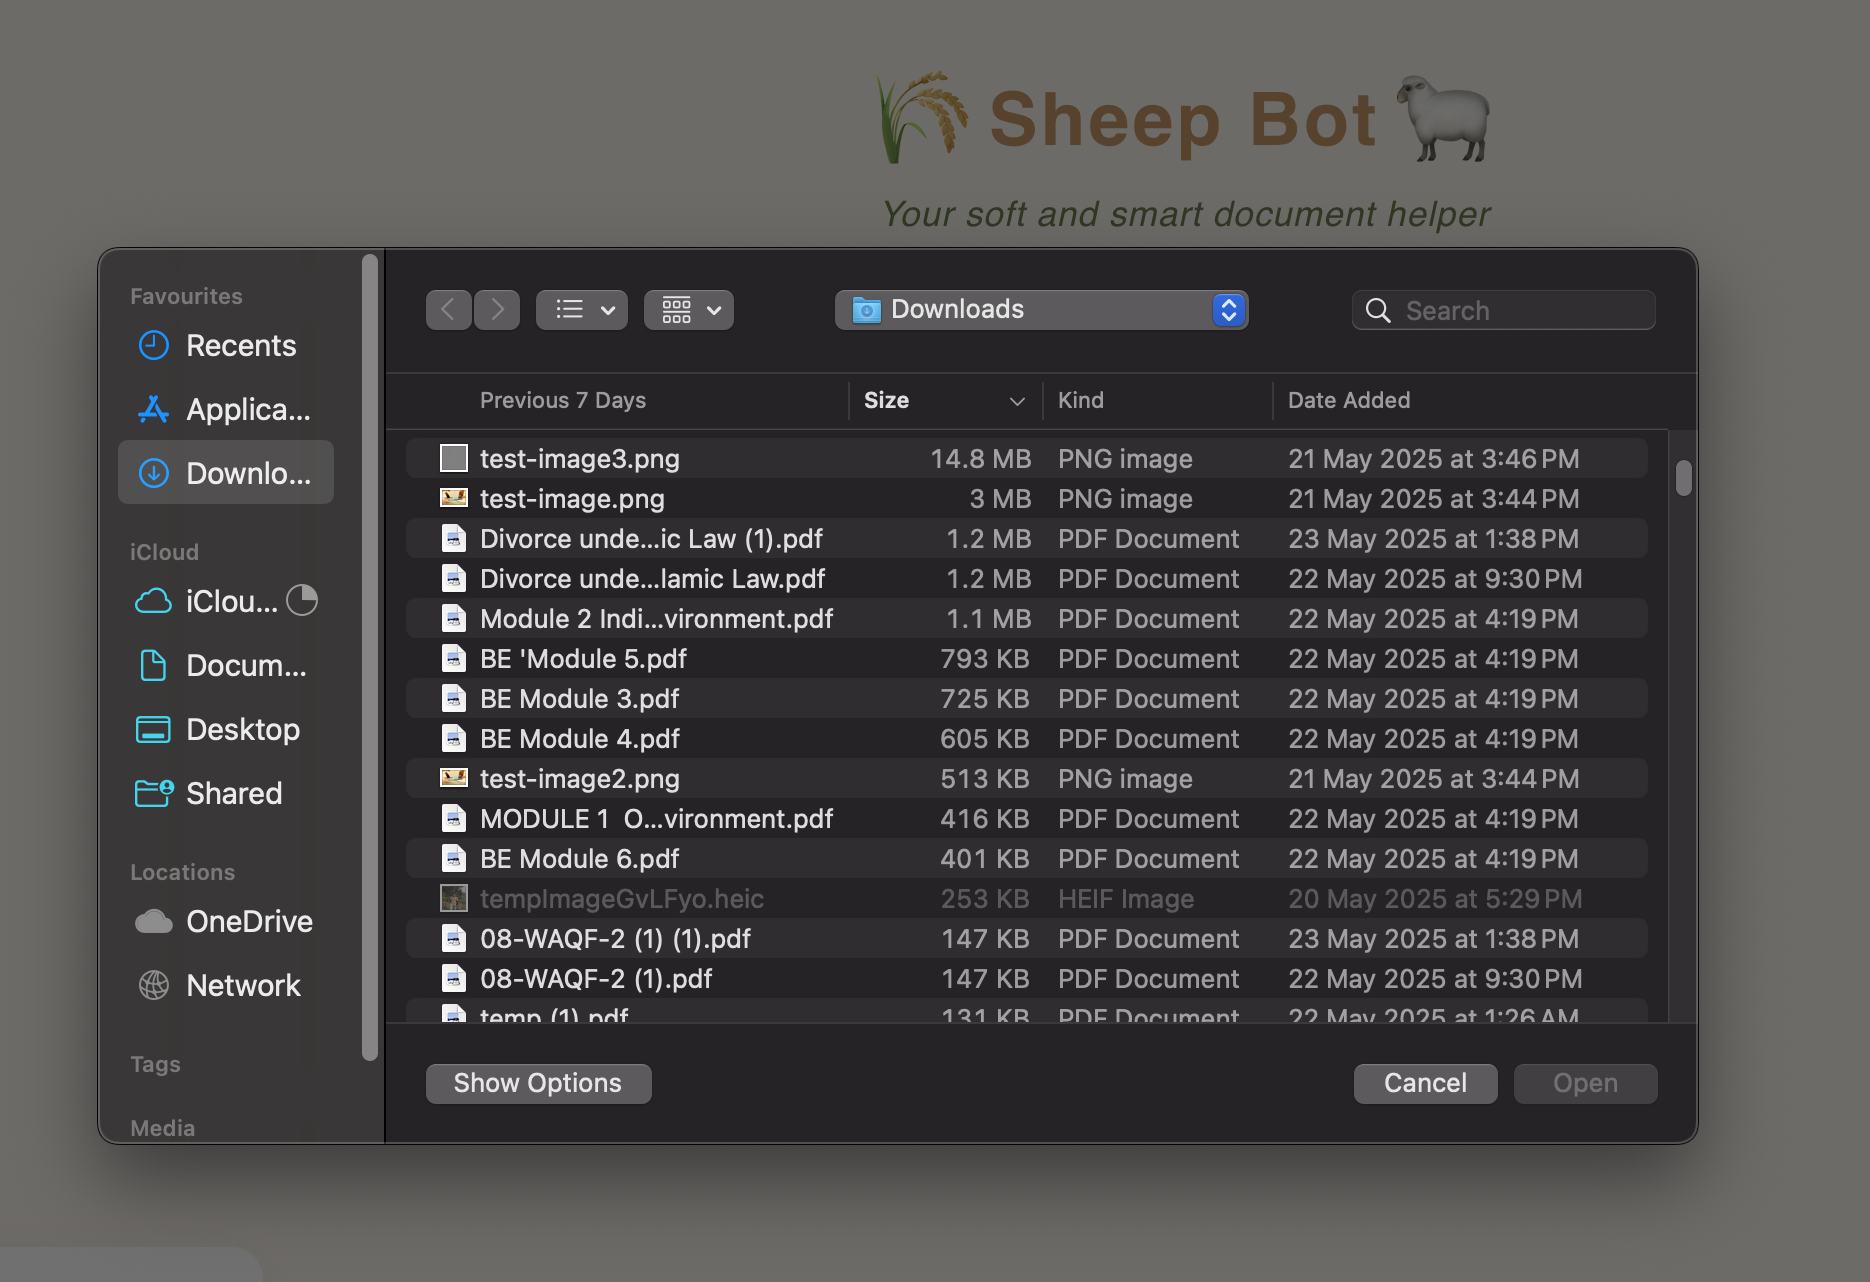 Sheep Bot
Your soft and smart document helper
Favourites
Recents
Applica...
Downlo...
iCloud
iClou...
Docum...
Desktop
Shared
Locations
OneDrive
Network
Tags
Media
Downloads
Search
Previous 7 Days Size Kind Date Added
test-image3.png 14.8 MB PNG image 21 May 2025 at 3:46 PM
test-image.png 3 MB PNG image 21 May 2025 at 3:44 PM
Divorce unde...ic Law (1).pdf 1.2 MB PDF Document 23 May 2025 at 1:38 PM
Divorce unde...lamic Law.pdf 1.2 MB PDF Document 22 May 2025 at 9:30 PM
Module 2 Indi...vironment.pdf 1.1 MB PDF Document 22 May 2025 at 4:19 PM
BE 'Module 5.pdf 793 KB PDF Document 22 May 2025 at 4:19 PM
BE Module 3.pdf 725 KB PDF Document 22 May 2025 at 4:19 PM
BE Module 4.pdf 605 KB PDF Document 22 May 2025 at 4:19 PM
test-image2.png 513 KB PNG image 21 May 2025 at 3:44 PM
MODULE 1  O...vironment.pdf 416 KB PDF Document 22 May 2025 at 4:19 PM
BE Module 6.pdf 401 KB PDF Document 22 May 2025 at 4:19 PM
tempImageGvLFyo.heic 253 KB HEIF Image 20 May 2025 at 5:29 PM
08-WAQF-2 (1) (1).pdf 147 KB PDF Document 23 May 2025 at 1:38 PM
08-WAQF-2 (1).pdf 147 KB PDF Document 22 May 2025 at 9:30 PM
temp (1).pdf 131 KB PDF Document 22 May 2025 at 1:26 AM
Show Options
Cancel
Open